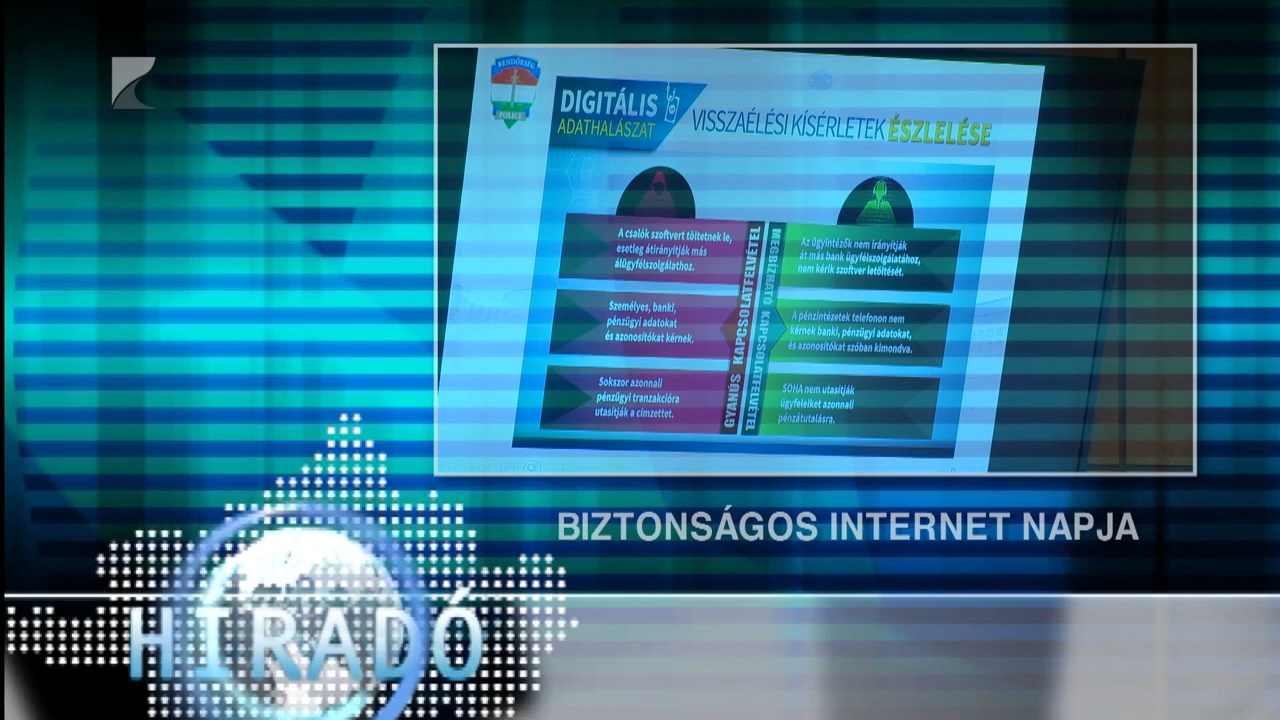 RENDŐRSÉG
POLICE
DIGITÁLIS
ADATHALÁSZAT
VISSZAÉLÉSI KÍSÉRLETEK ÉSZLELÉSE
A csalók szoftvert töltetnek le,
esetleg átirányítják más
álügyfélszolgálathoz.
Személyes, banki,
pénzügyi adatokat
és azonosítókat kérnek.
Sokszor azonnali
pénzügyi tranzakcióra
utasítják a címzettet.
GYANÚS KAPCSOLATFELVÉTEL
MEGBÍZHATÓ KAPCSOLATFELVÉTEL
Az ügyintézők nem irányítják
át más bank ügyfélszolgálatához,
nem kérik szoftver letöltését.
A pénzintézetek telefonon nem
kérnek banki, pénzügyi adatokat,
és azonosítókat szóban kimondva.
SOHA nem utasítják
ügyfeleiket azonnali
pénzátutalásra.
BIZTONSÁGOS INTERNET NAPJA
HÍRADÓ